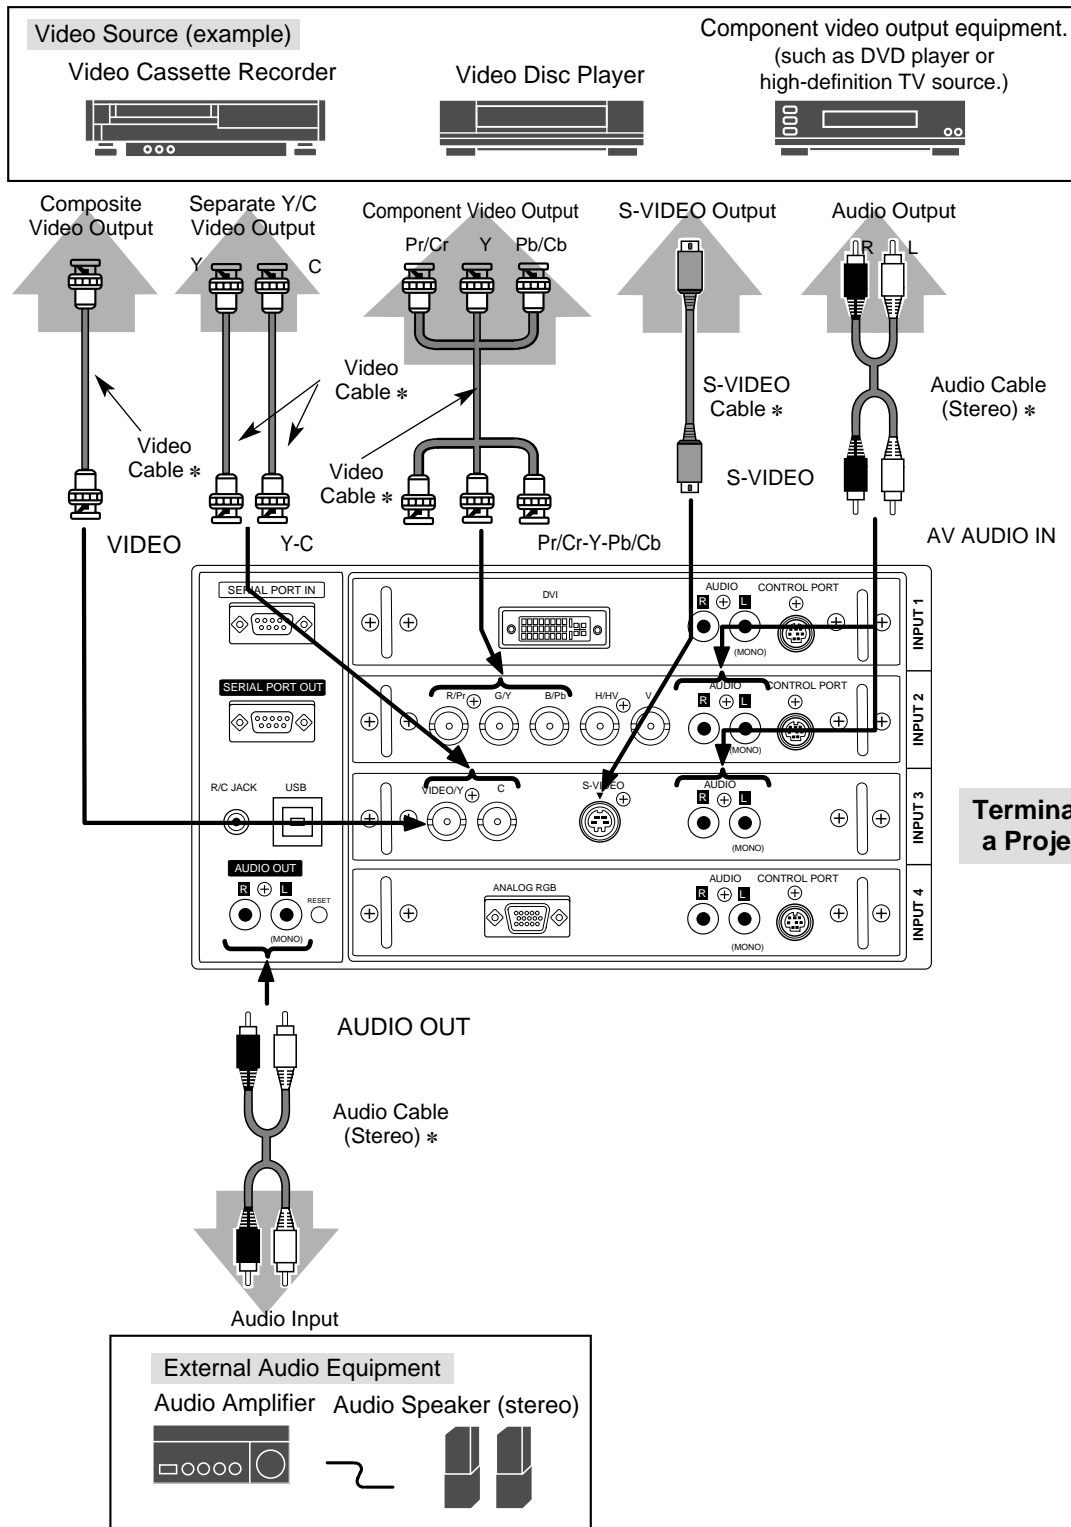 Video Source (example)
Component video output equipment.
(such as DVD player or
high-definition TV source.)
Video Cassette Recorder
Video Disc Player
Composite
Video Output
Separate Y/C
Video Output
Component Video Output
S-VIDEO Output
Audio Output
Y
C
Pr/Cr
Y
Pb/Cb
R
L
Video
Cable *
Video
Cable *
Video
Cable *
S-VIDEO
Cable *
Audio Cable
(Stereo) *
S-VIDEO
VIDEO
Y-C
Pr/Cr-Y-Pb/Cb
AV AUDIO IN
SERIAL PORT IN
DVI
AUDIO
R
L
(MONO)
CONTROL PORT
INPUT 1
SERIAL PORT OUT
R/Pr
G/Y
B/Pb
H/HV
V
AUDIO
R
L
(MONO)
CONTROL PORT
INPUT 2
R/C JACK
USB
VIDEO/Y
C
S-VIDEO
AUDIO
R
L
(MONO)
INPUT 3
Termina
a Proje
AUDIO OUT
R
L
RESET
(MONO)
ANALOG RGB
AUDIO
R
L
(MONO)
CONTROL PORT
INPUT 4
AUDIO OUT
Audio Cable
(Stereo) *
Audio Input
External Audio Equipment
Audio Amplifier
Audio Speaker (stereo)